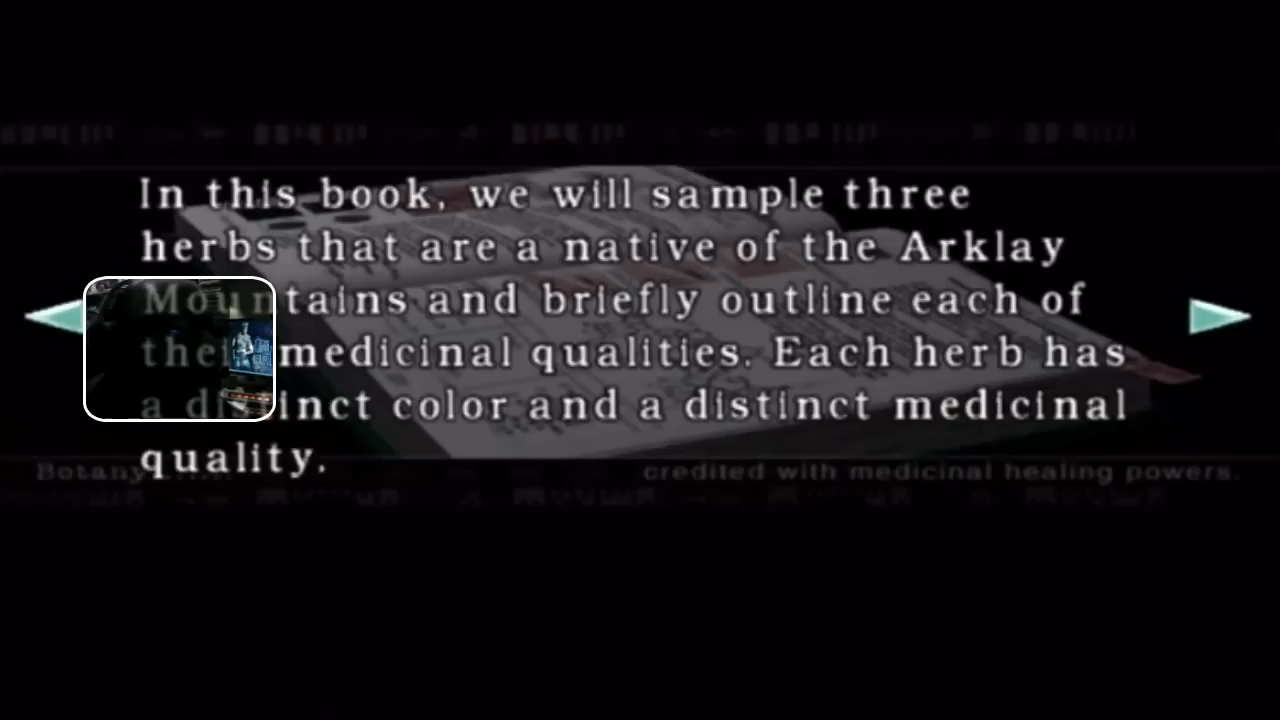 In this book, we will sample three
herbs that are a native of the Arklay
Mountains and briefly outline each of
their medicinal qualities. Each herb has
a distinct color and a distinct medicinal
quality.
Botany credited with medicinal healing powers.